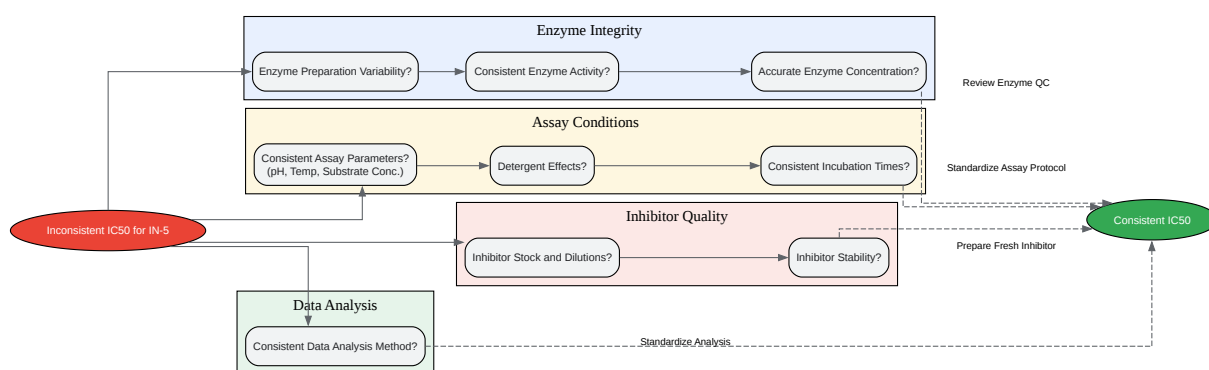 Enzyme Integrity
Enzyme Preparation Variability?
Consistent Enzyme Activity?
Accurate Enzyme Concentration?
Review Enzyme QC
Assay Conditions
Consistent Assay Parameters?
(pH, Temp, Substrate Conc.)
Detergent Effects?
Consistent Incubation Times?
Standardize Assay Protocol
Inconsistent IC50 for IN-5
Inhibitor Quality
Inhibitor Stock and Dilutions?
Inhibitor Stability?
Prepare Fresh Inhibitor
Consistent IC50
Data Analysis
Consistent Data Analysis Method?
Standardize Analysis